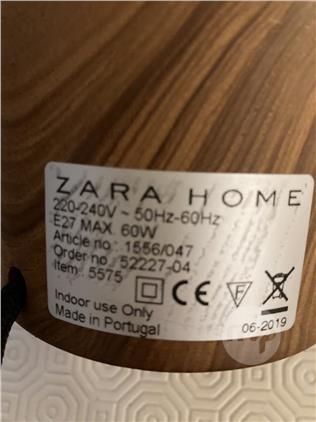 ZARA HOME
220-240V ~ 50Hz-60Hz
E27 MAX. 60W
Article no : 1556/047
Order no : 52227-04
Item : 5575
CE F
Indoor use Only
Made in Portugal
06-2019